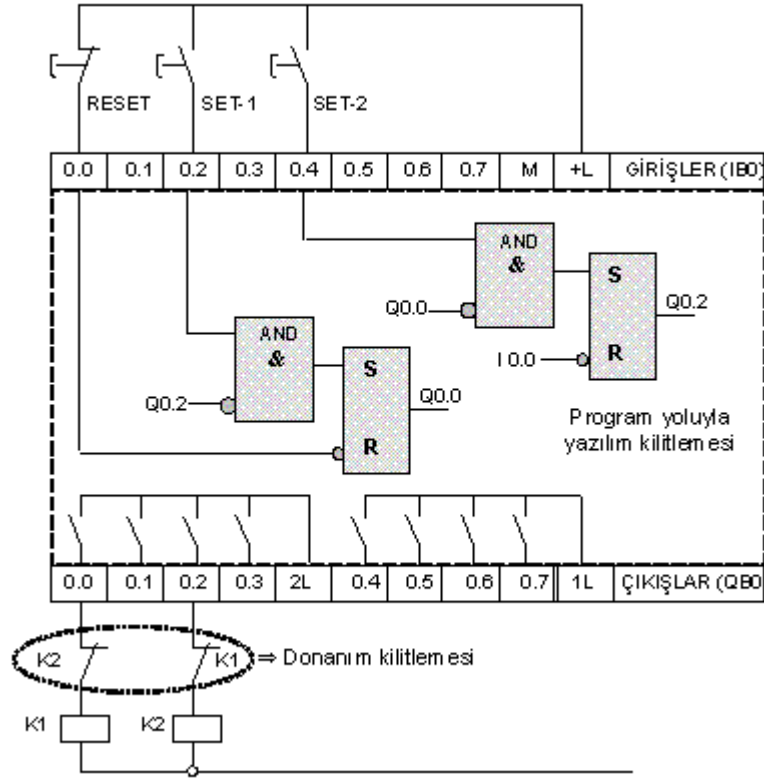 RESET SET-1 SET-2
0.0 0.1 0.2 0.3 0.4 0.5 0.6 0.7 M +L GİRİŞLER (IB0)
AND
&
S
Q0.0
Q0.2
I 0.0
R
AND
&
S
Q0.2
Q0.0
R
Program yoluyla
yazılım kilitlemesi
0.0 0.1 0.2 0.3 2L 0.4 0.5 0.6 0.7 1L ÇIKIŞLAR (QB0
K2 K1 ⇒ Donanım kilitlemesi
K1 K2